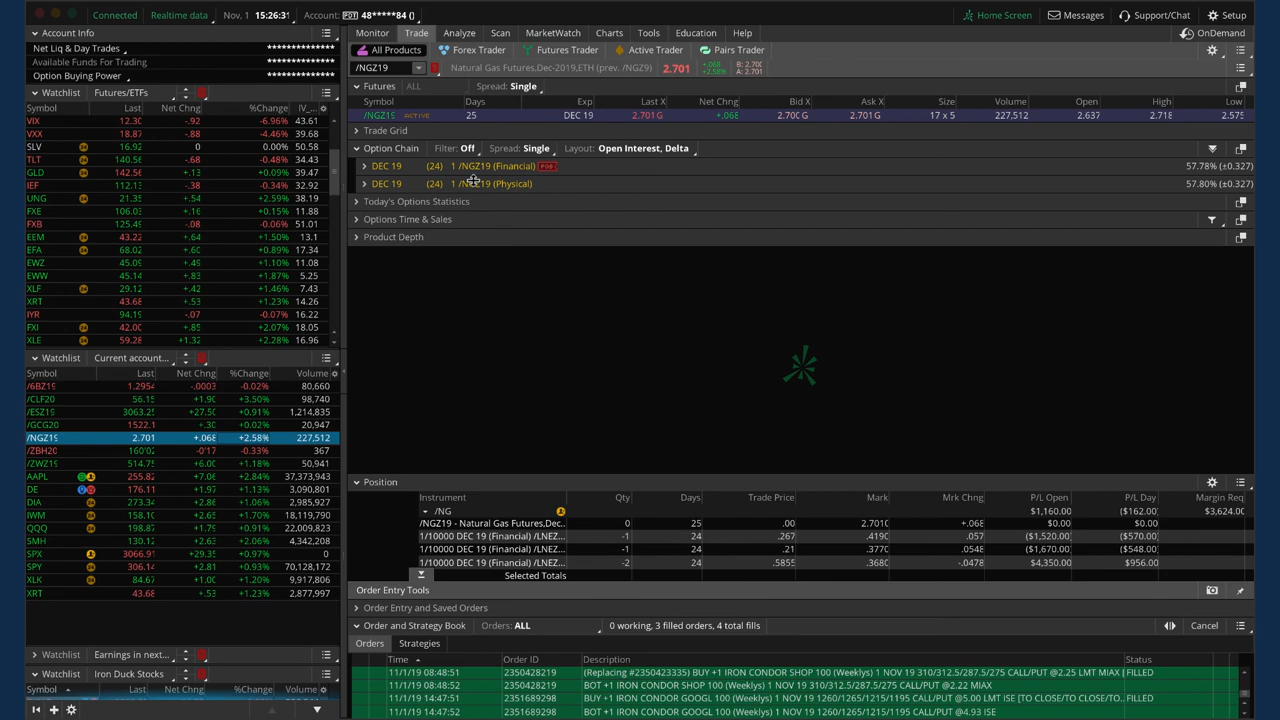 Connected Realtime data Nov, 1 15:26:31 Account: PDT 48*****84 () Home Screen Messages Support/Chat Setup
Account Info
Net Liq & Day Trades ***************
Available Funds For Trading ***************
Option Buying Power ***************
Watchlist Futures/ETFs
Symbol Last Net Chng %Change IV_...
VIX 12.30 -.92 -6.96% 43.61
VXX 18.87 -.88 -4.46% 39.68
SLV 16.92 0 0.00% 50.58
TLT 140.56 -.68 -0.48% 34.43
GLD 142.56 +.13 +0.09% 39.47
IEF 112.13 -.38 -0.34% 32.92
UNG 21.35 +.54 +2.59% 38.19
FXE 106.03 +.16 +0.15% 11.88
FXB 125.49 -.08 -0.06% 51.01
EEM 43.22 +.64 +1.50% 13.1
EFA 68.02 +.60 +0.89% 17.34
EWZ 45.09 +.49 +1.10% 11.08
EWW 45.14 +.83 +1.87% 5.25
XLF 29.12 +.42 +1.46% 7.43
XRT 43.68 +.53 +1.23% 14.26
IYR 94.19 -.07 -0.07% 16.22
FXI 42.00 +.85 +2.07% 18.05
XLE 59.28 +1.32 +2.28% 16.96
Watchlist Current account...
Symbol Last Net Chng %Change Volume
/6BZ19 1.2954 -.0003 -0.02% 80,660
/CLF20 56.15 +1.90 +3.50% 98,740
/ESZ19 3063.25 +27.50 +0.91% 1,214,835
/GCG20 1522.1 +.30 +0.02% 20,947
/NGZ19 2.701 +.068 +2.58% 227,512
/ZBH20 160'02 -0'17 -0.33% 367
/ZWZ19 514.75 +6.00 +1.18% 50,941
AAPL 255.82 +7.06 +2.84% 37,373,943
DE 176.11 +1.97 +1.13% 3,090,801
DIA 273.34 +2.86 +1.06% 2,985,927
IWM 158.10 +2.65 +1.70% 18,119,790
QQQ 198.87 +1.79 +0.91% 22,009,823
SMH 130.12 +2.63 +2.06% 4,342,208
SPX 3066.91 +29.35 +0.97% 0
SPY 306.14 +2.81 +0.93% 70,128,172
XLK 84.67 +1.00 +1.20% 9,917,806
XRT 43.68 +.53 +1.23% 2,877,997
Watchlist Earnings in next...
Watchlist Iron Duck Stocks
Symbol Last Net Chng %Change Volume
Monitor Trade Analyze Scan MarketWatch Charts Tools Education Help OnDemand
All Products Forex Trader Futures Trader Active Trader Pairs Trader
/NGZ19 Natural Gas Futures,Dec-2019,ETH (prev. /NGZ9) 2.701 +.068 +2.58% B: 2.700 A: 2.701
Futures ALL Spread: Single
Symbol Days Exp Last X Net Chng Bid X Ask X Size Volume Open High Low
/NGZ19 ACTIVE 25 DEC 19 2.701 G +.068 2.700 G 2.701 G 17 x 5 227,512 2.637 2.718 2.575
Trade Grid
Option Chain Filter: Off Spread: Single Layout: Open Interest, Delta
DEC 19 (24) 1 /NGZ19 (Financial) 57.78% (±0.327)
DEC 19 (24) 1 /NGZ19 (Physical) 57.80% (±0.327)
Today's Options Statistics
Options Time & Sales
Product Depth
Position
Instrument Qty Days Trade Price Mark Mrk Chng P/L Open P/L Day Margin Req
/NG $1,160.00 ($162.00) $3,624.00
/NGZ19 - Natural Gas Futures,Dec... 0 25 .00 2.7010 +.068 $0.00 $0.00
1/10000 DEC 19 (Financial) /LNEZ... -1 24 .267 .4190 .057 ($1,520.00) ($570.00)
1/10000 DEC 19 (Financial) /LNEZ... -1 24 .21 .3770 .0548 ($1,670.00) ($548.00)
1/10000 DEC 19 (Financial) /LNEZ... -2 24 .5855 .3680 -.0478 $4,350.00 $956.00
Selected Totals
Order Entry Tools
Order Entry and Saved Orders
Order and Strategy Book Orders: ALL 0 working, 3 filled orders, 4 total fills Cancel
Orders Strategies
Time Order ID Description Status
11/1/19 08:48:51 2350428219 (Replacing #2350423335) BUY +1 IRON CONDOR SHOP 100 (Weeklys) 1 NOV 19 310/312.5/287.5/275 CALL/PUT @2.25 LMT MIAX [ FILLED
11/1/19 08:48:52 2350428219 BOT +1 IRON CONDOR SHOP 100 (Weeklys) 1 NOV 19 310/312.5/287.5/275 CALL/PUT @2.22 MIAX
11/1/19 14:47:51 2351689298 BUY +1 IRON CONDOR GOOGL 100 (Weeklys) 1 NOV 19 1260/1265/1215/1195 CALL/PUT @5.00 LMT ISE [TO CLOSE/TO CLOSE/TO... FILLED
11/1/19 14:47:52 2351689298 BOT +1 IRON CONDOR GOOGL 100 (Weeklys) 1 NOV 19 1260/1265/1215/1195 CALL/PUT @4.93 ISE